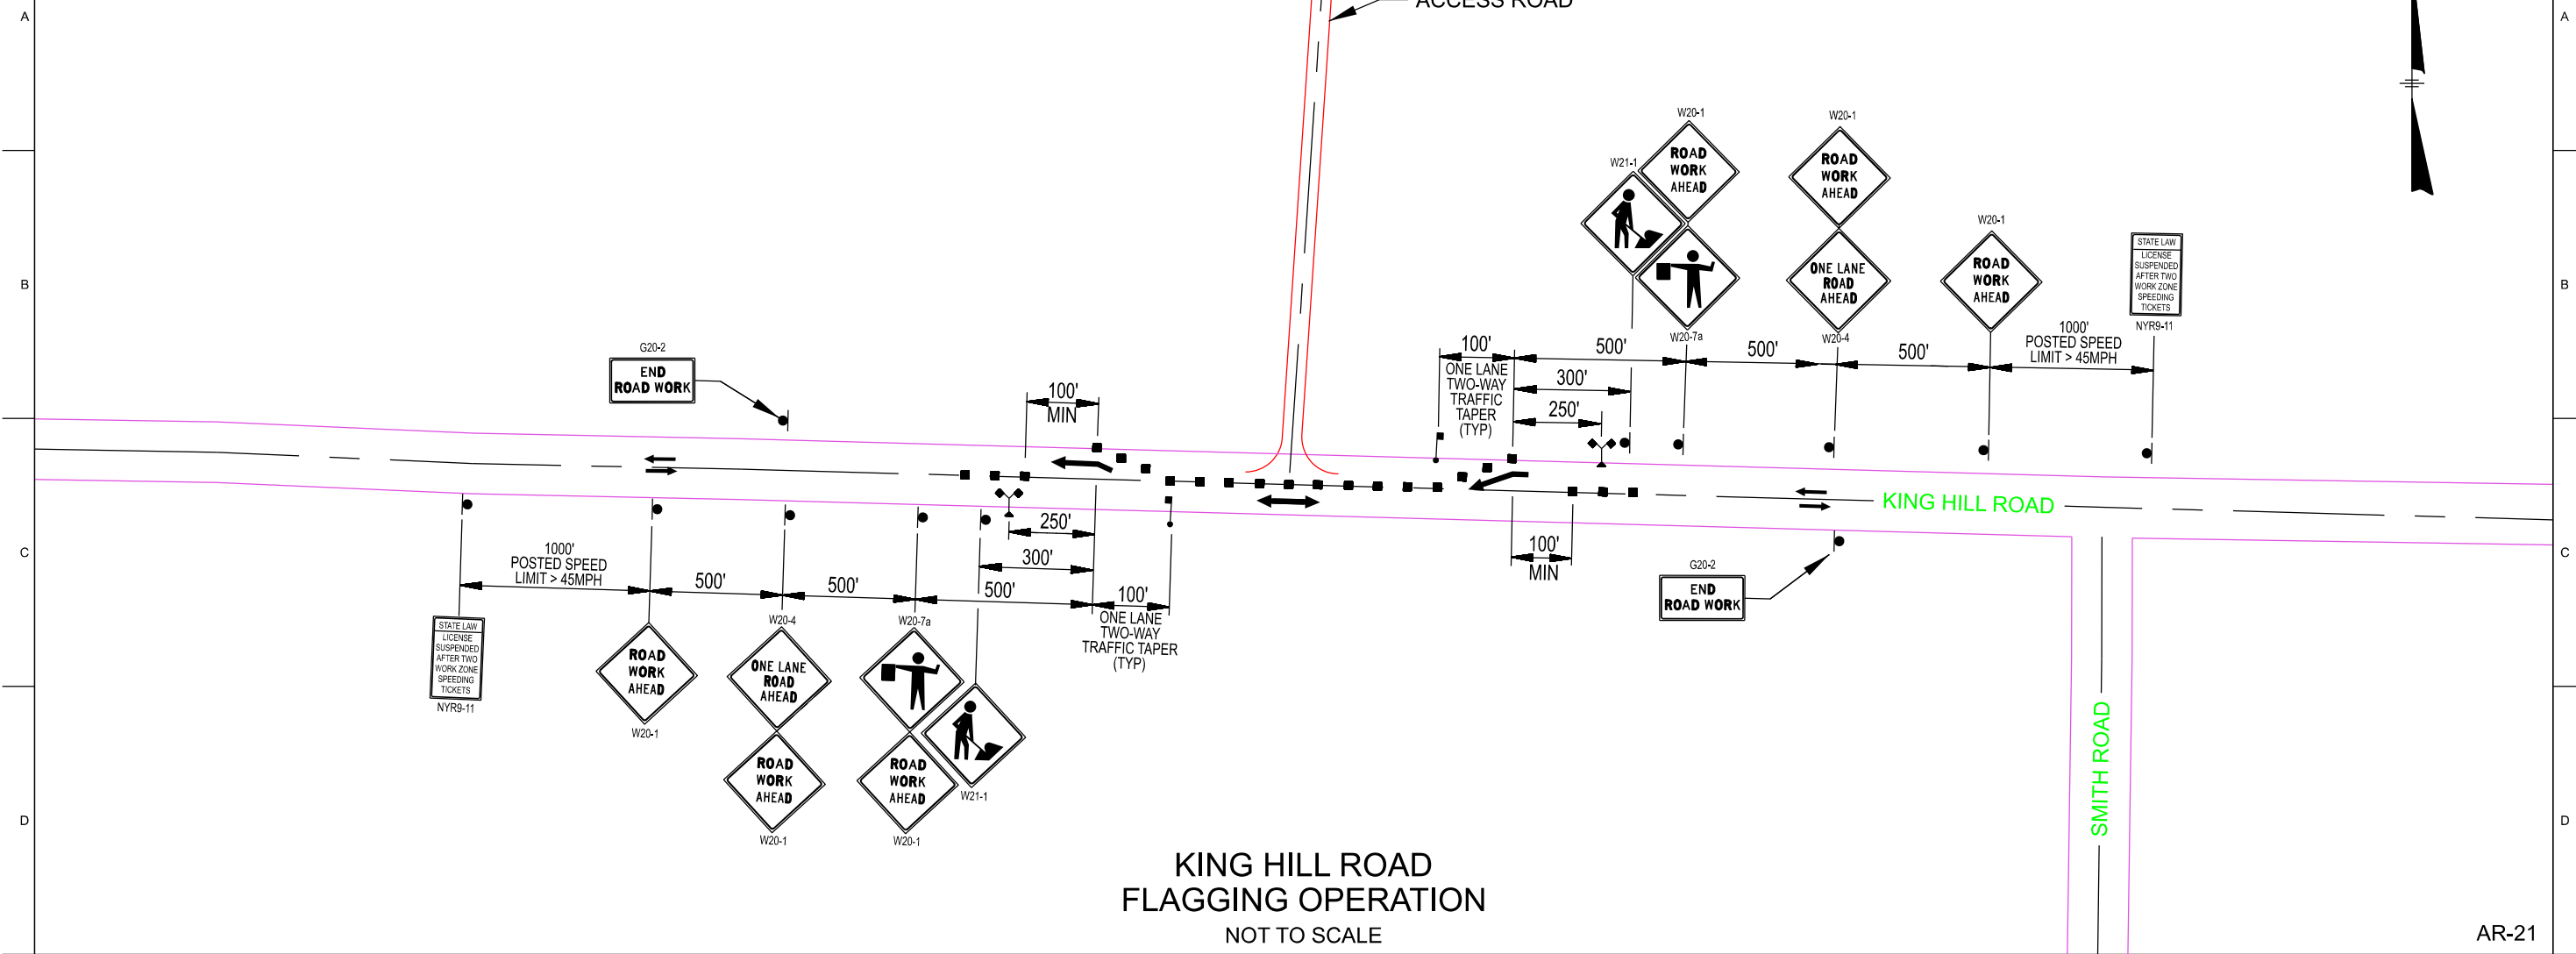 A
ACCESS ROAD
A
W20-1
W20-1
ROAD
WORK
AHEAD
ROAD
WORK
AHEAD
W21-1
W20-1
ROAD
WORK
AHEAD
STATE LAW
LICENSE
SUSPENDED
AFTER TWO
WORK ZONE
SPEEDING
TICKETS
NYR9-11
ONE LANE
ROAD
AHEAD
B
B
W20-7a
W20-4
100'
ONE LANE
TWO-WAY
TRAFFIC
TAPER
(TYP)
500'
500'
500'
1000'
POSTED SPEED
LIMIT > 45MPH
300'
250'
G20-2
END
ROAD WORK
100'
MIN
KING HILL ROAD
C
C
1000'
POSTED SPEED
LIMIT > 45MPH
500'
500'
500'
250'
300'
100'
ONE LANE
TWO-WAY
TRAFFIC TAPER
(TYP)
100'
MIN
G20-2
END
ROAD WORK
STATE LAW
LICENSE
SUSPENDED
AFTER TWO
WORK ZONE
SPEEDING
TICKETS
NYR9-11
ROAD
WORK
AHEAD
W20-1
W20-4
ONE LANE
ROAD
AHEAD
ROAD
WORK
AHEAD
W20-1
W20-7a
ROAD
WORK
AHEAD
W20-1
W21-1
SMITH ROAD
D
D
KING HILL ROAD
FLAGGING OPERATION
NOT TO SCALE
AR-21